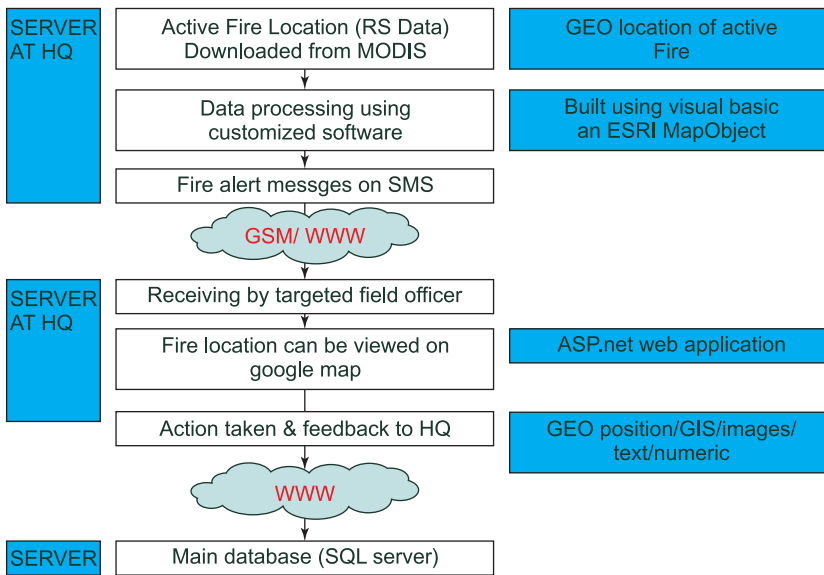 SERVER
AT HQ
Active Fire Location (RS Data)
Downloaded from MODIS
GEO location of active
Fire
Data processing using
customized software
Built using visual basic
an ESRI MapObject
Fire alert messges on SMS
GSM/ WWW
SERVER
AT HQ
Receiving by targeted field officer
Fire location can be viewed on
google map
ASP.net web application
Action taken & feedback to HQ
GEO position/GIS/images/
text/numeric
WWW
SERVER
Main database (SQL server)